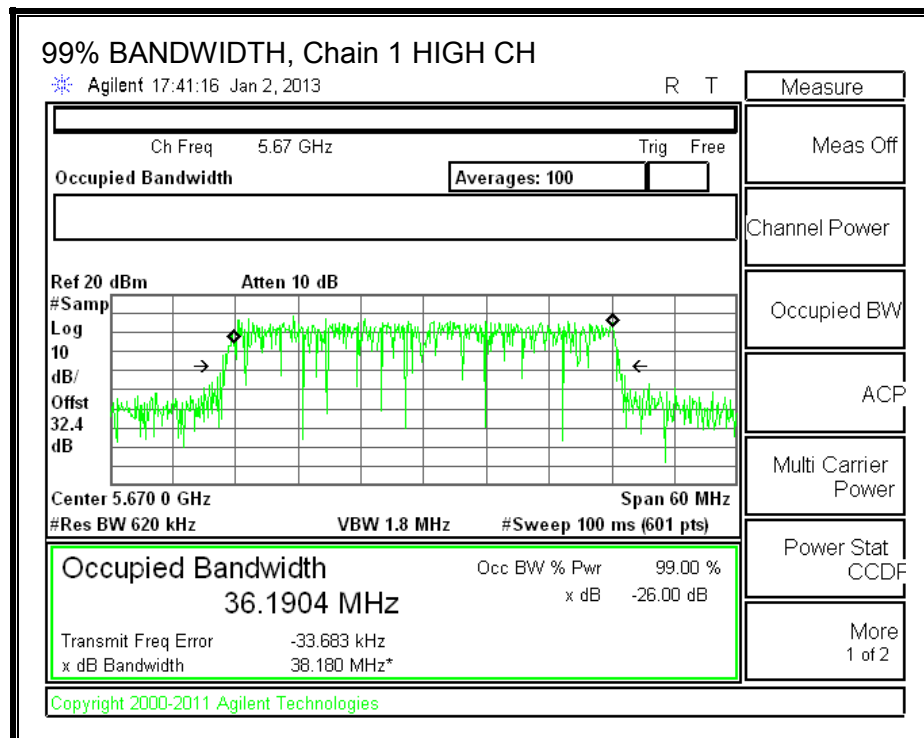 99% BANDWIDTH, Chain 1 HIGH CH
Agilent 17:41:16 Jan 2, 2013 R T
Measure
Ch Freq 5.67 GHz Trig Free
Meas Off
Occupied Bandwidth Averages: 100
Channel Power
Ref 20 dBm Atten 10 dB
#Samp
Log
10
dB/
Offst
32.4
dB
Occupied BW
ACP
Multi Carrier
Power
Center 5.670 0 GHz Span 60 MHz
#Res BW 620 kHz VBW 1.8 MHz #Sweep 100 ms (601 pts)
Power Stat
CCDF
Occupied Bandwidth Occ BW % Pwr 99.00 %
36.1904 MHz x dB -26.00 dB
Transmit Freq Error -33.683 kHz
x dB Bandwidth 38.180 MHz*
More
1 of 2
Copyright 2000-2011 Agilent Technologies